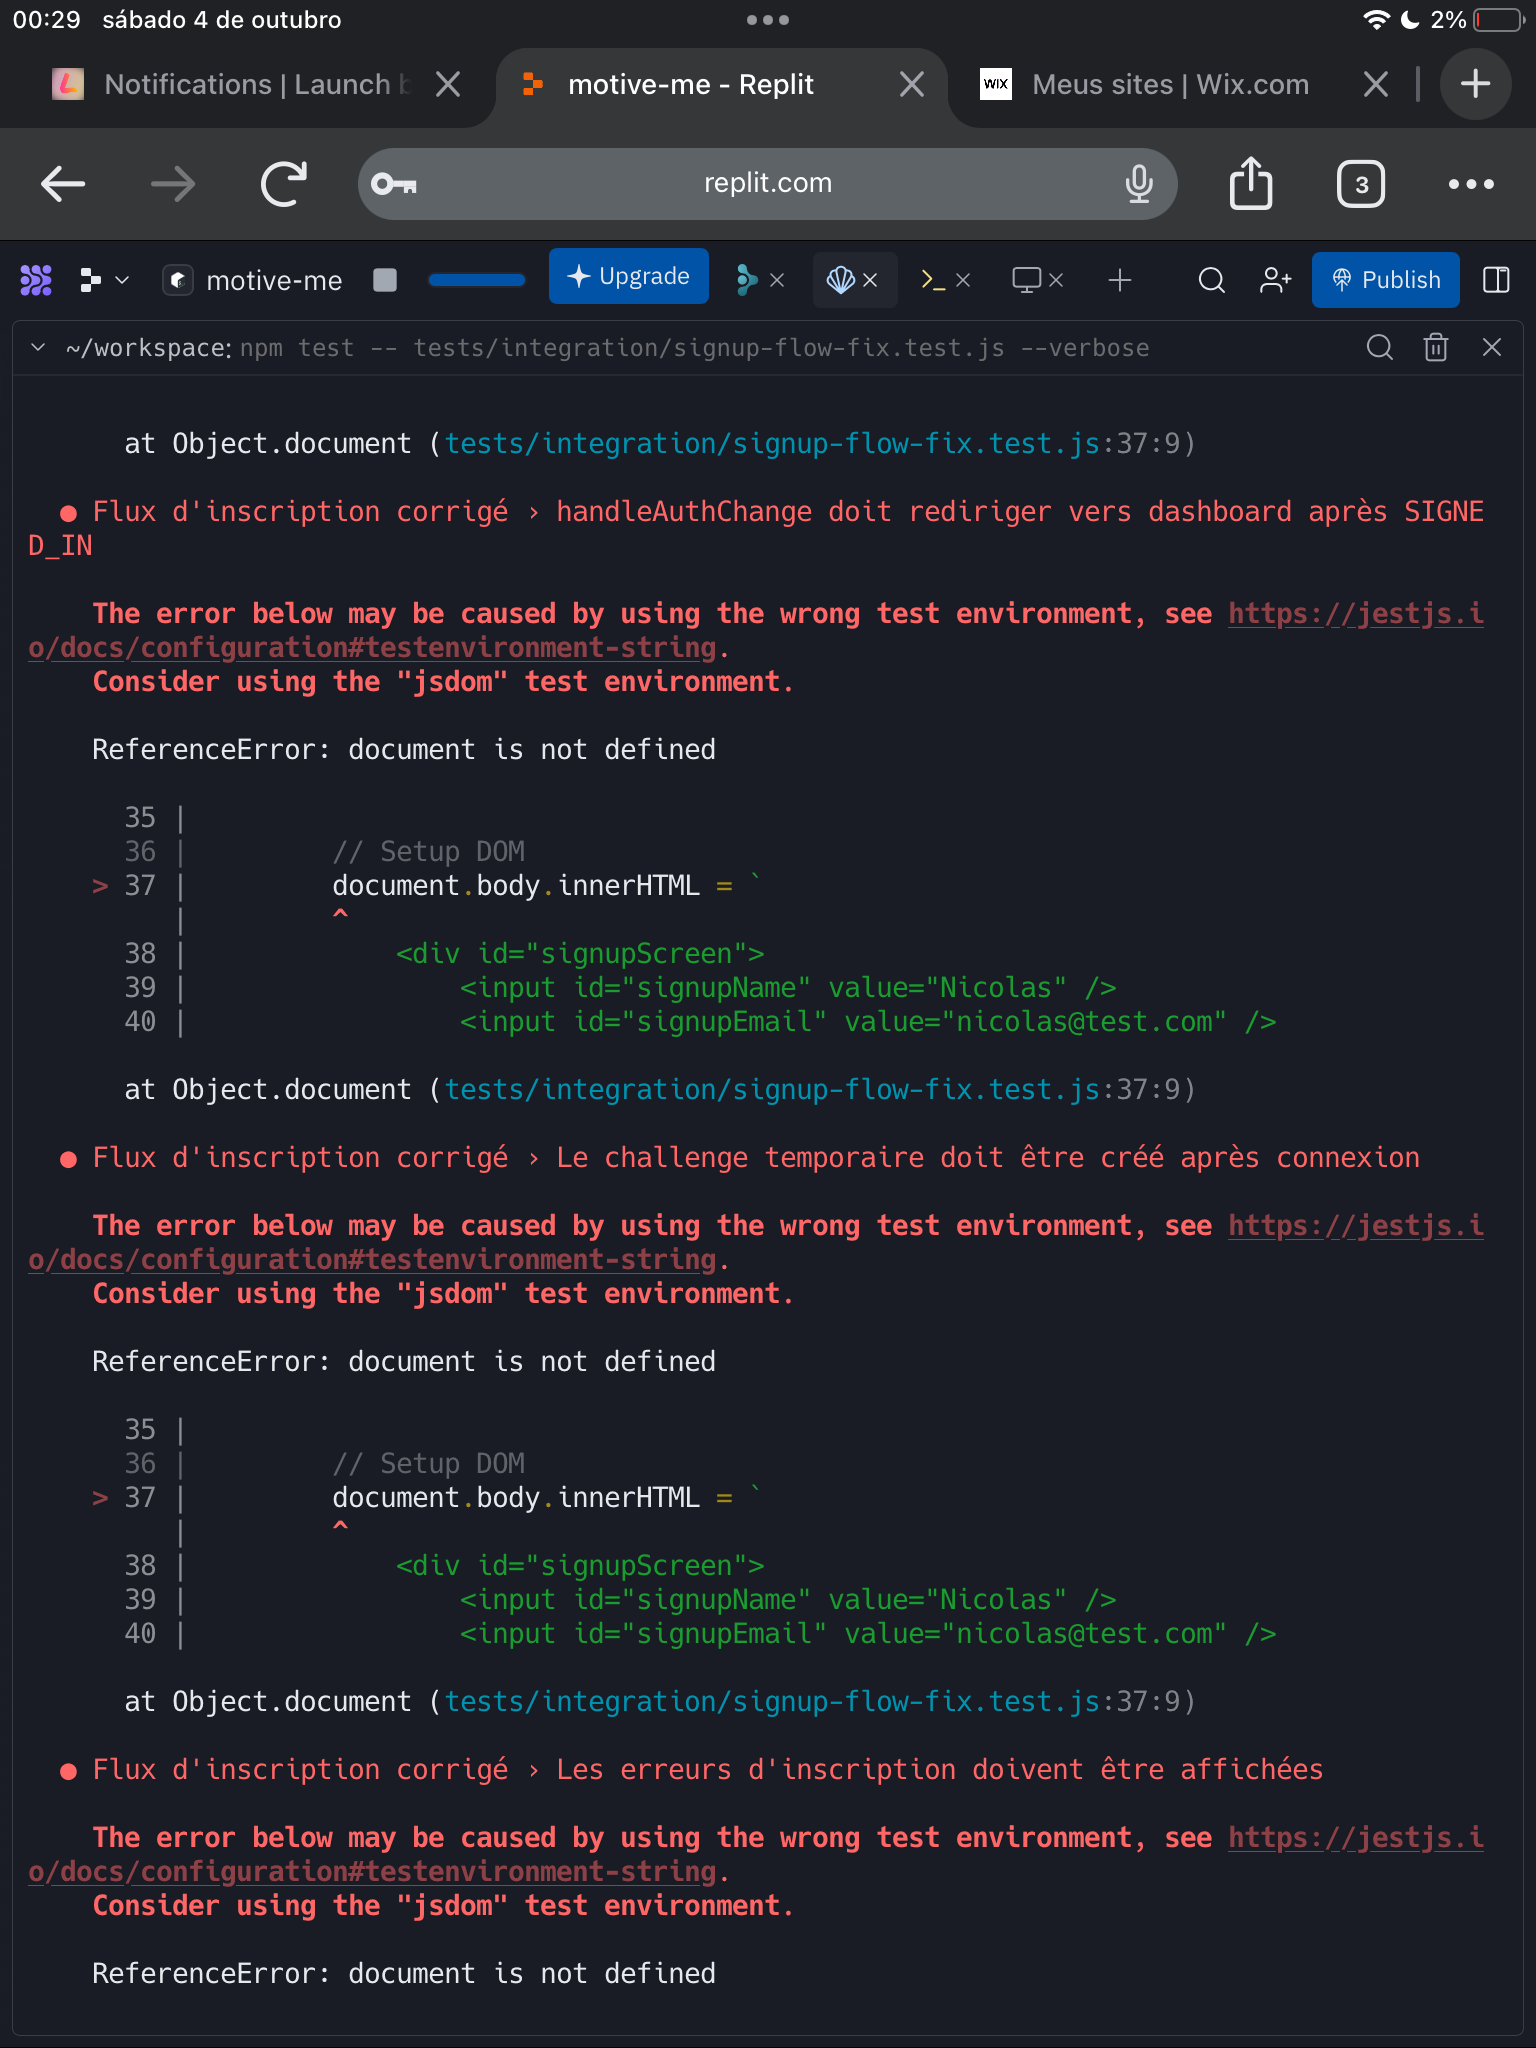 00:29 sábado 4 de outubro 2%
Notifications | Launch b motive-me - Replit WIX Meus sites | Wix.com
replit.com 3
motive-me Upgrade Publish
~/workspace: npm test -- tests/integration/signup-flow-fix.test.js --verbose
at Object.document (tests/integration/signup-flow-fix.test.js:37:9)
● Flux d'inscription corrigé › handleAuthChange doit rediriger vers dashboard après SIGNE
D_IN
The error below may be caused by using the wrong test environment, see https://jestjs.i
o/docs/configuration#testenvironment-string.
Consider using the "jsdom" test environment.
ReferenceError: document is not defined
35 |
36 | // Setup DOM
> 37 | document.body.innerHTML = `
| ^
38 | <div id="signupScreen">
39 | <input id="signupName" value="Nicolas" />
40 | <input id="signupEmail" value="nicolas@test.com" />
at Object.document (tests/integration/signup-flow-fix.test.js:37:9)
● Flux d'inscription corrigé › Le challenge temporaire doit être créé après connexion
The error below may be caused by using the wrong test environment, see https://jestjs.i
o/docs/configuration#testenvironment-string.
Consider using the "jsdom" test environment.
ReferenceError: document is not defined
35 |
36 | // Setup DOM
> 37 | document.body.innerHTML = `
| ^
38 | <div id="signupScreen">
39 | <input id="signupName" value="Nicolas" />
40 | <input id="signupEmail" value="nicolas@test.com" />
at Object.document (tests/integration/signup-flow-fix.test.js:37:9)
● Flux d'inscription corrigé › Les erreurs d'inscription doivent être affichées
The error below may be caused by using the wrong test environment, see https://jestjs.i
o/docs/configuration#testenvironment-string.
Consider using the "jsdom" test environment.
ReferenceError: document is not defined